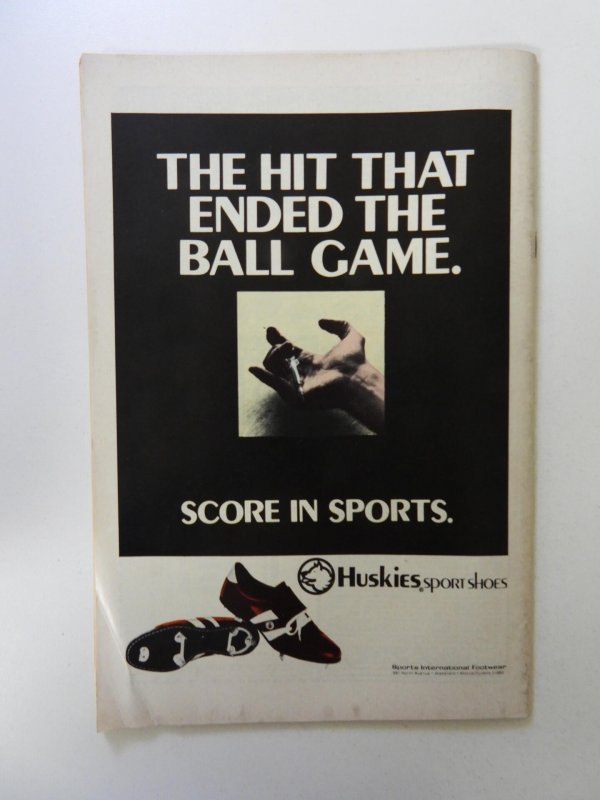 THE HIT THAT
ENDED THE
BALL GAME.
SCORE IN SPORTS.
Huskies® SPORT SHOES
Sports International Footwear